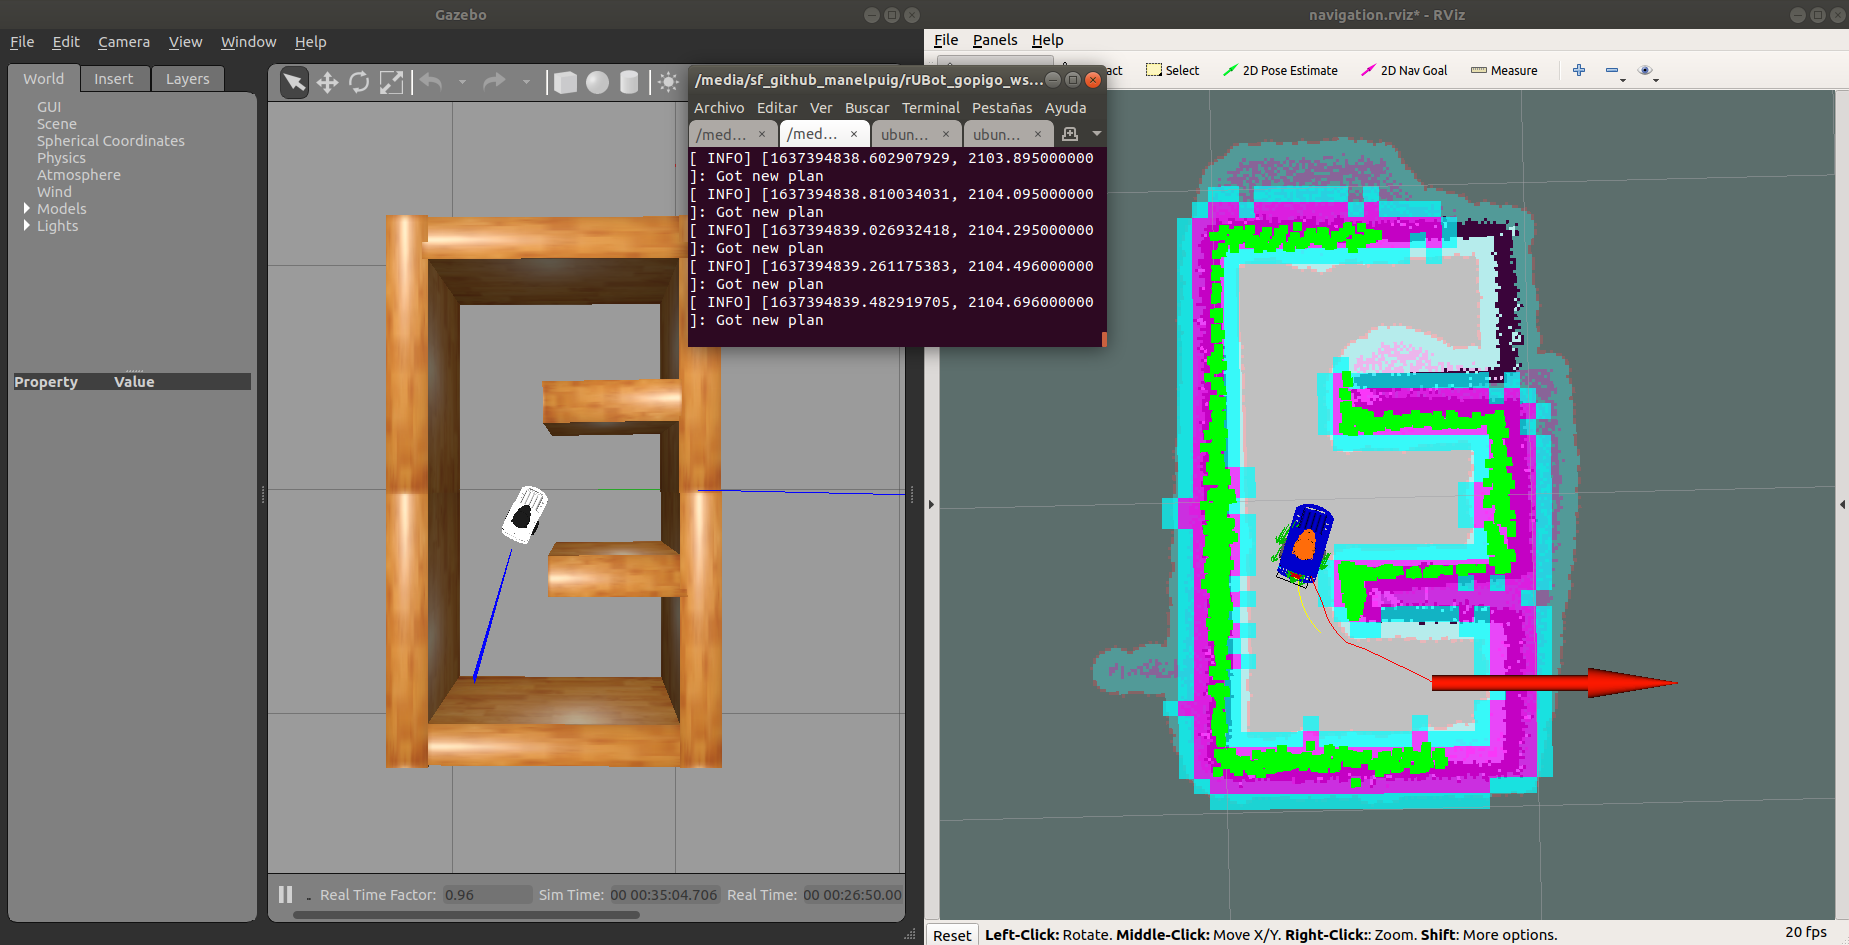 Gazebo
File Edit Camera View Window Help
World Insert Layers
GUI
Scene
Spherical Coordinates
Physics
Atmosphere
Wind
Models
Lights
Property Value
Real Time Factor: 0.96 Sim Time: 00 00:35:04.706 Real Time: 00 00:26:50.00
/media/sf_github_manelpuig/rUBot_gopigo_ws...
Archivo Editar Ver Buscar Terminal Pestañas Ayuda
/med... × /med... × ubun... × ubun... ×
[ INFO] [1637394838.602907929, 2103.895000000
]: Got new plan
[ INFO] [1637394838.810034031, 2104.095000000
]: Got new plan
[ INFO] [1637394839.026932418, 2104.295000000
]: Got new plan
[ INFO] [1637394839.261175383, 2104.496000000
]: Got new plan
[ INFO] [1637394839.482919705, 2104.696000000
]: Got new plan
navigation.rviz* - RViz
File Panels Help
act Select 2D Pose Estimate 2D Nav Goal Measure
Reset Left-Click: Rotate. Middle-Click: Move X/Y. Right-Click:: Zoom. Shift: More options. 20 fps